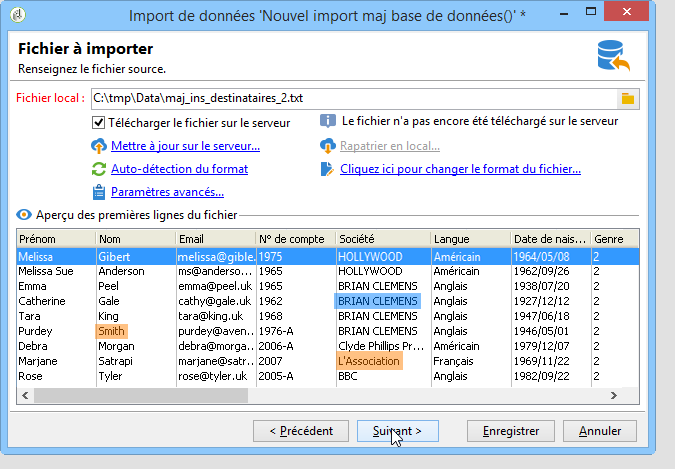 Import de données 'Nouvel import maj base de données()' *
Fichier à importer
Renseignez le fichier source.
Fichier local : C:\tmp\Data\maj_ins_destinataires_2.txt
Télécharger le fichier sur le serveur Le fichier n'a pas encore été téléchargé sur le serveur
Mettre à jour sur le serveur... Rapatrier en local...
Auto-détection du format Cliquez ici pour changer le format du fichier...
Paramètres avancés...
Aperçu des premières lignes du fichier
Prénom Nom Email N° de compte Société Langue Date de nais... Genre
Melissa Gibert melissa@gible... 1975 HOLLYWOOD Américain 1964/05/08 2
Melissa Sue Anderson ms@anderso... 1965 HOLLYWOOD Américain 1962/09/26 2
Emma Peel emma@peel.uk 1965 BRIAN CLEMENS Anglais 1938/07/20 2
Catherine Gale cathy@gale.uk 1962 BRIAN CLEMENS Anglais 1927/12/12 2
Tara King tara@king.uk 1968 BRIAN CLEMENS Anglais 1947/06/18 2
Purdey Smith purdey@aven... 1976-A BRIAN CLEMENS Anglais 1946/05/01 2
Debra Morgan debra@morga... 2006-A Clyde Phillips Pr... Américain 1979/12/07 2
Marjane Satrapi marjane@satr... 2007 L'Association Français 1969/11/22 2
Rose Tyler rose@tyler.uk 2005-A BBC Anglais 1982/09/22 2
< Précédent Suivant > Enregistrer Annuler